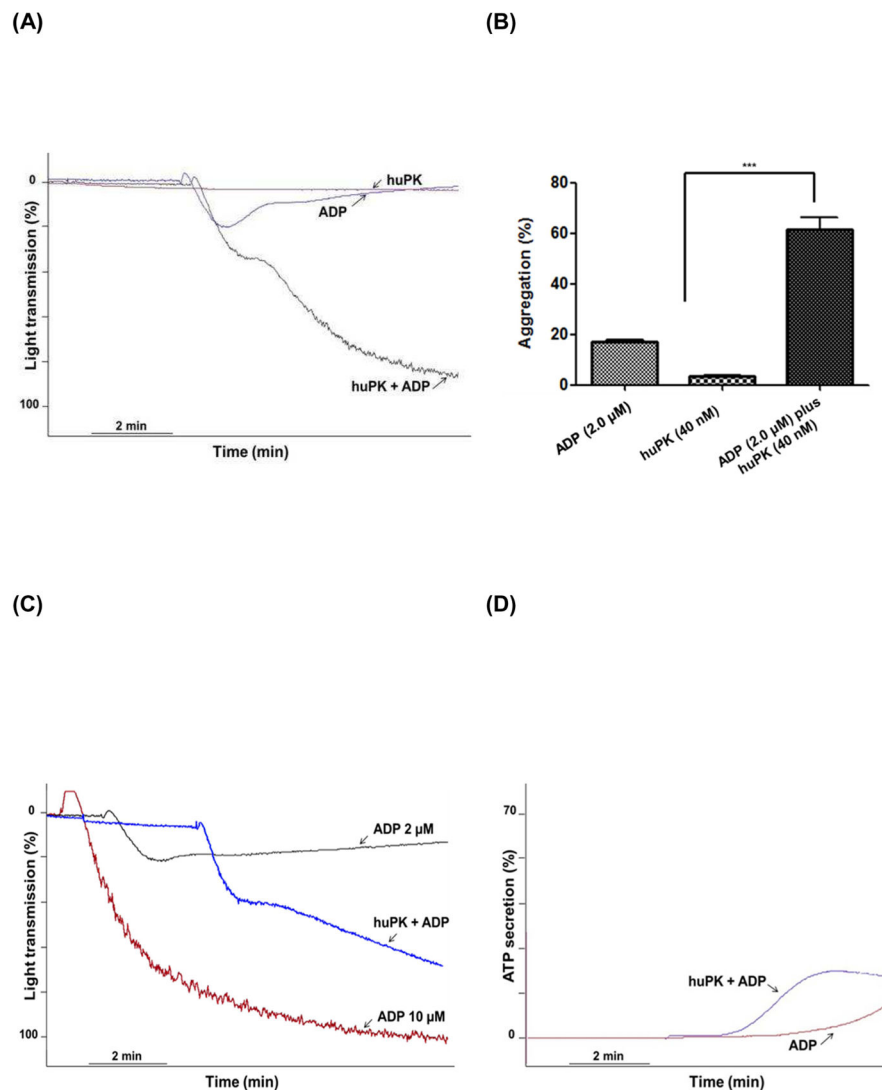 (A)
0
Light transmission (%)
100
huPK
ADP
huPK + ADP
2 min
Time (min)
(B)
***
80
60
40
20
0
Aggregation (%)
ADP (2.0 µM)
huPK (40 nM)
ADP (2.0 µM) plus
huPK (40 nM)
(C)
0
Light transmission (%)
100
ADP 2 µM
huPK + ADP
ADP 10 µM
2 min
Time (min)
(D)
70
ATP secretion (%)
0
huPK + ADP
ADP
2 min
Time (min)